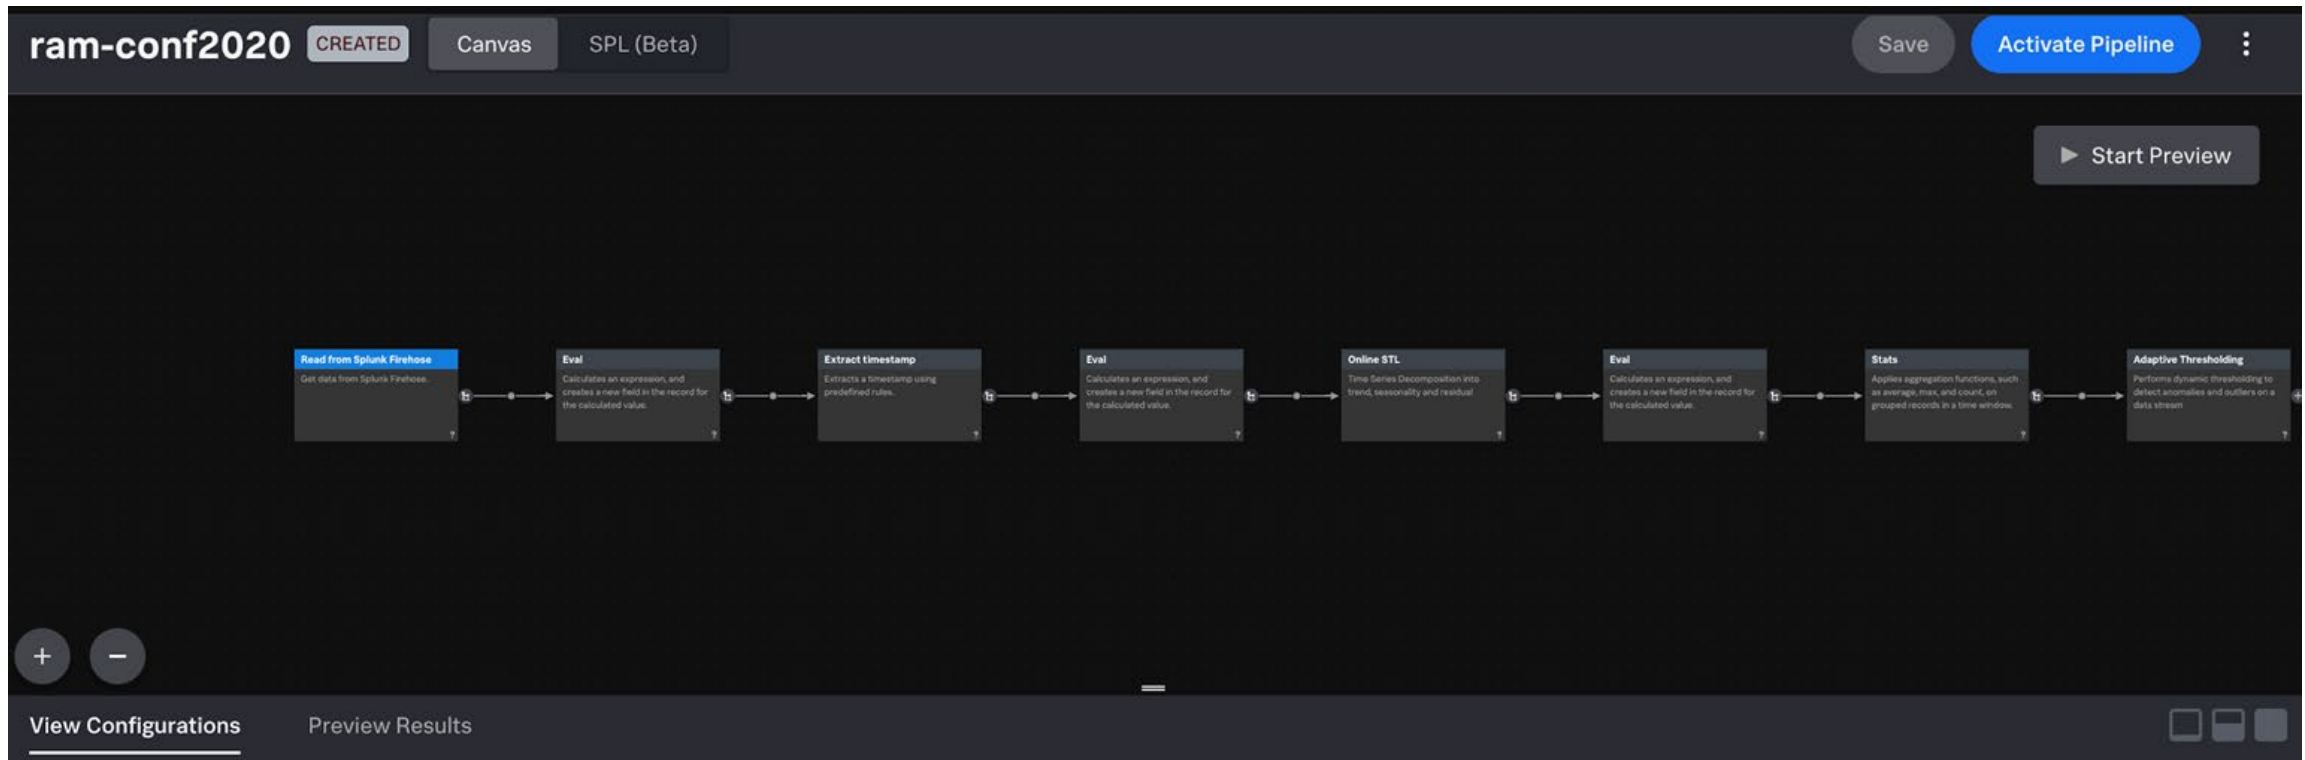 ram-conf2020 CREATED Canvas SPL (Beta) Save Activate Pipeline
Start Preview
Read from Splunk Firehose
Get data from Splunk Firehose.
?
Eval
Calculates an expression, and
creates a new field in the record for
the calculated value.
?
Extract timestamp
Extracts a timestamp using
predefined rules.
?
Eval
Calculates an expression, and
creates a new field in the record for
the calculated value.
?
Online STL
Time Series Decomposition into
trend, seasonality and residual
?
Eval
Calculates an expression, and
creates a new field in the record for
the calculated value.
?
Stats
Applies aggregation functions, such
as average, max, and count, on
grouped records in a time window.
?
Adaptive Thresholding
Performs dynamic thresholding to
detect anomalies and outliers on a
data stream
?
+ −
View Configurations Preview Results